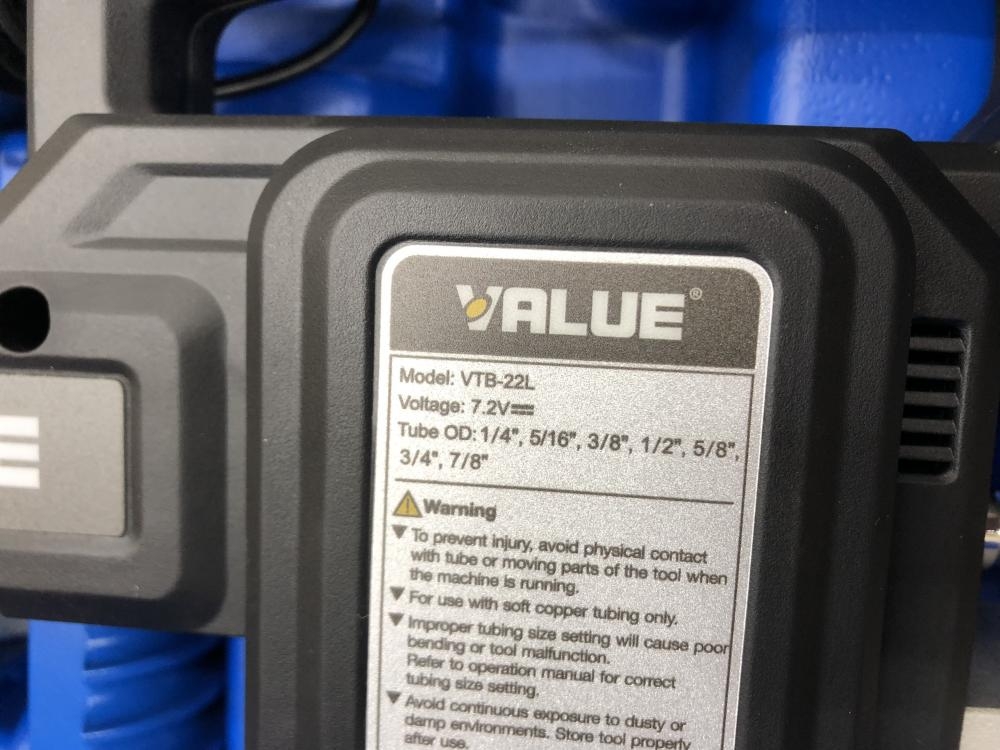 VALUE®
Model: VTB-22L
Voltage: 7.2V⎓
Tube OD: 1/4", 5/16", 3/8", 1/2", 5/8",
3/4", 7/8"
E
Warning
▼ To prevent injury, avoid physical contact
with tube or moving parts of the tool when
the machine is running.
▼ For use with soft copper tubing only.
▼ Improper tubing size setting will cause poor
bending or tool malfunction.
Refer to operation manual for correct
tubing size setting.
▼ Avoid continuous exposure to dusty or
damp environments. Store tool properly
after use.